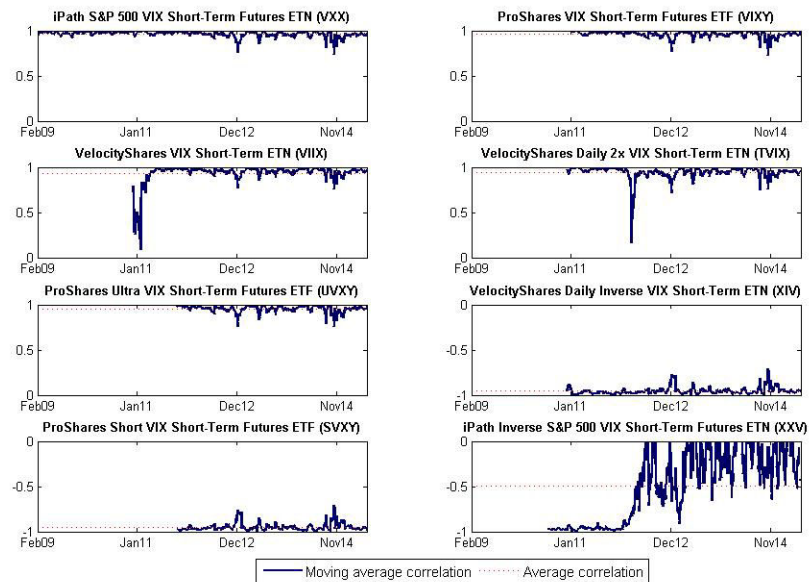 iPath S&P 500 VIX Short-Term Futures ETN (VXX)
1
0.5
0
Feb09 Jan11 Dec12 Nov14
ProShares VIX Short-Term Futures ETF (VIXY)
1
0.5
0
Feb09 Jan11 Dec12 Nov14
VelocityShares VIX Short-Term ETN (VIIX)
1
0.5
0
Feb09 Jan11 Dec12 Nov14
VelocityShares Daily 2x VIX Short-Term ETN (TVIX)
1
0.5
0
Feb09 Jan11 Dec12 Nov14
ProShares Ultra VIX Short-Term Futures ETF (UVXY)
1
0.5
0
Feb09 Jan11 Dec12 Nov14
VelocityShares Daily Inverse VIX Short-Term ETN (XIV)
0
-0.5
-1
Feb09 Jan11 Dec12 Nov14
ProShares Short VIX Short-Term Futures ETF (SVXY)
0
-0.5
-1
Feb09 Jan11 Dec12 Nov14
iPath Inverse S&P 500 VIX Short-Term Futures ETN (XXV)
0
-0.5
-1
Feb09 Jan11 Dec12 Nov14
Moving average correlation Average correlation